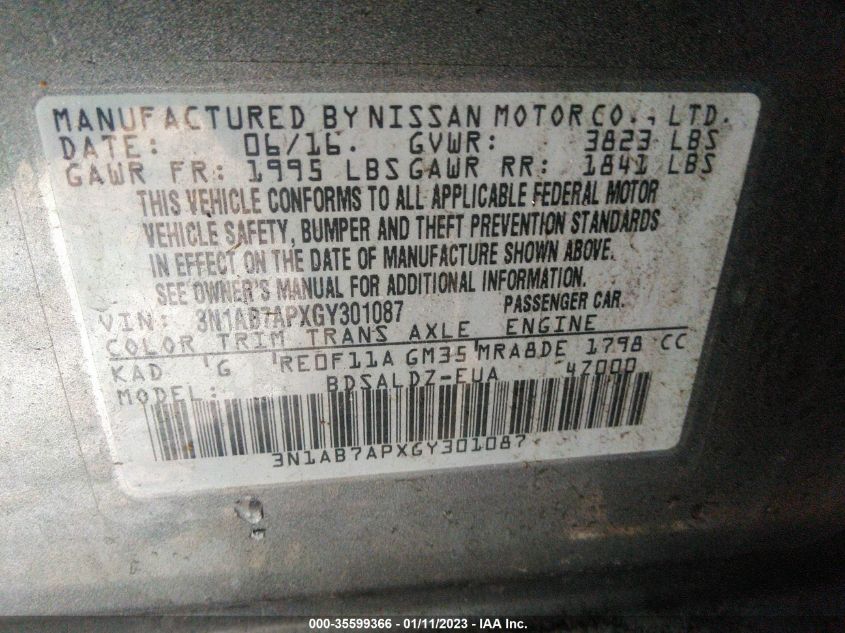 MANUFACTURED BY NISSAN MOTOR CO., LTD.
DATE: 06/16. GVWR: 3823 LBS
GAWR FR: 1995 LBS GAWR RR: 1841 LBS
THIS VEHICLE CONFORMS TO ALL APPLICABLE FEDERAL MOTOR
VEHICLE SAFETY, BUMPER AND THEFT PREVENTION STANDARDS
IN EFFECT ON THE DATE OF MANUFACTURE SHOWN ABOVE.
SEE OWNER'S MANUAL FOR ADDITIONAL INFORMATION.
VIN: 3N1AB7APXGY301087 PASSENGER CAR.
COLOR TRIM TRANS AXLE ENGINE
KAD G RE0F11A GM35 MRA8DE 1798 CC
MODEL: BDSALDZ-EUA 47000
3N1AB7APXGY301087
000-35599366 - 01/11/2023 - IAA Inc.